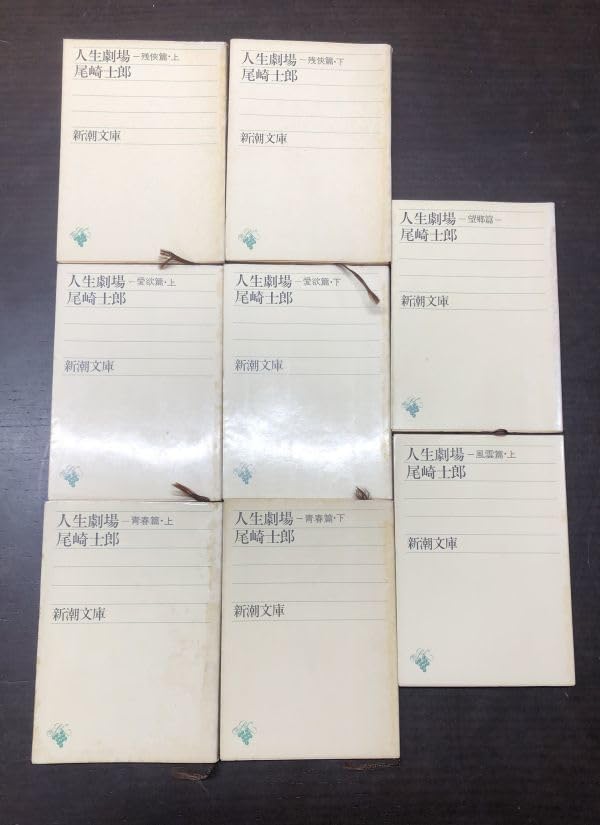 人生劇場 —残侠篇・上
尾崎士郎
新潮文庫
人生劇場 —残侠篇・下
尾崎士郎
新潮文庫
人生劇場 —望郷篇—
尾崎士郎
新潮文庫
人生劇場 —愛欲篇・上
尾崎士郎
新潮文庫
人生劇場 —愛欲篇・下
尾崎士郎
新潮文庫
人生劇場 —風雲篇・上
尾崎士郎
新潮文庫
人生劇場 —青春篇・上
尾崎士郎
新潮文庫
人生劇場 —青春篇・下
尾崎士郎
新潮文庫